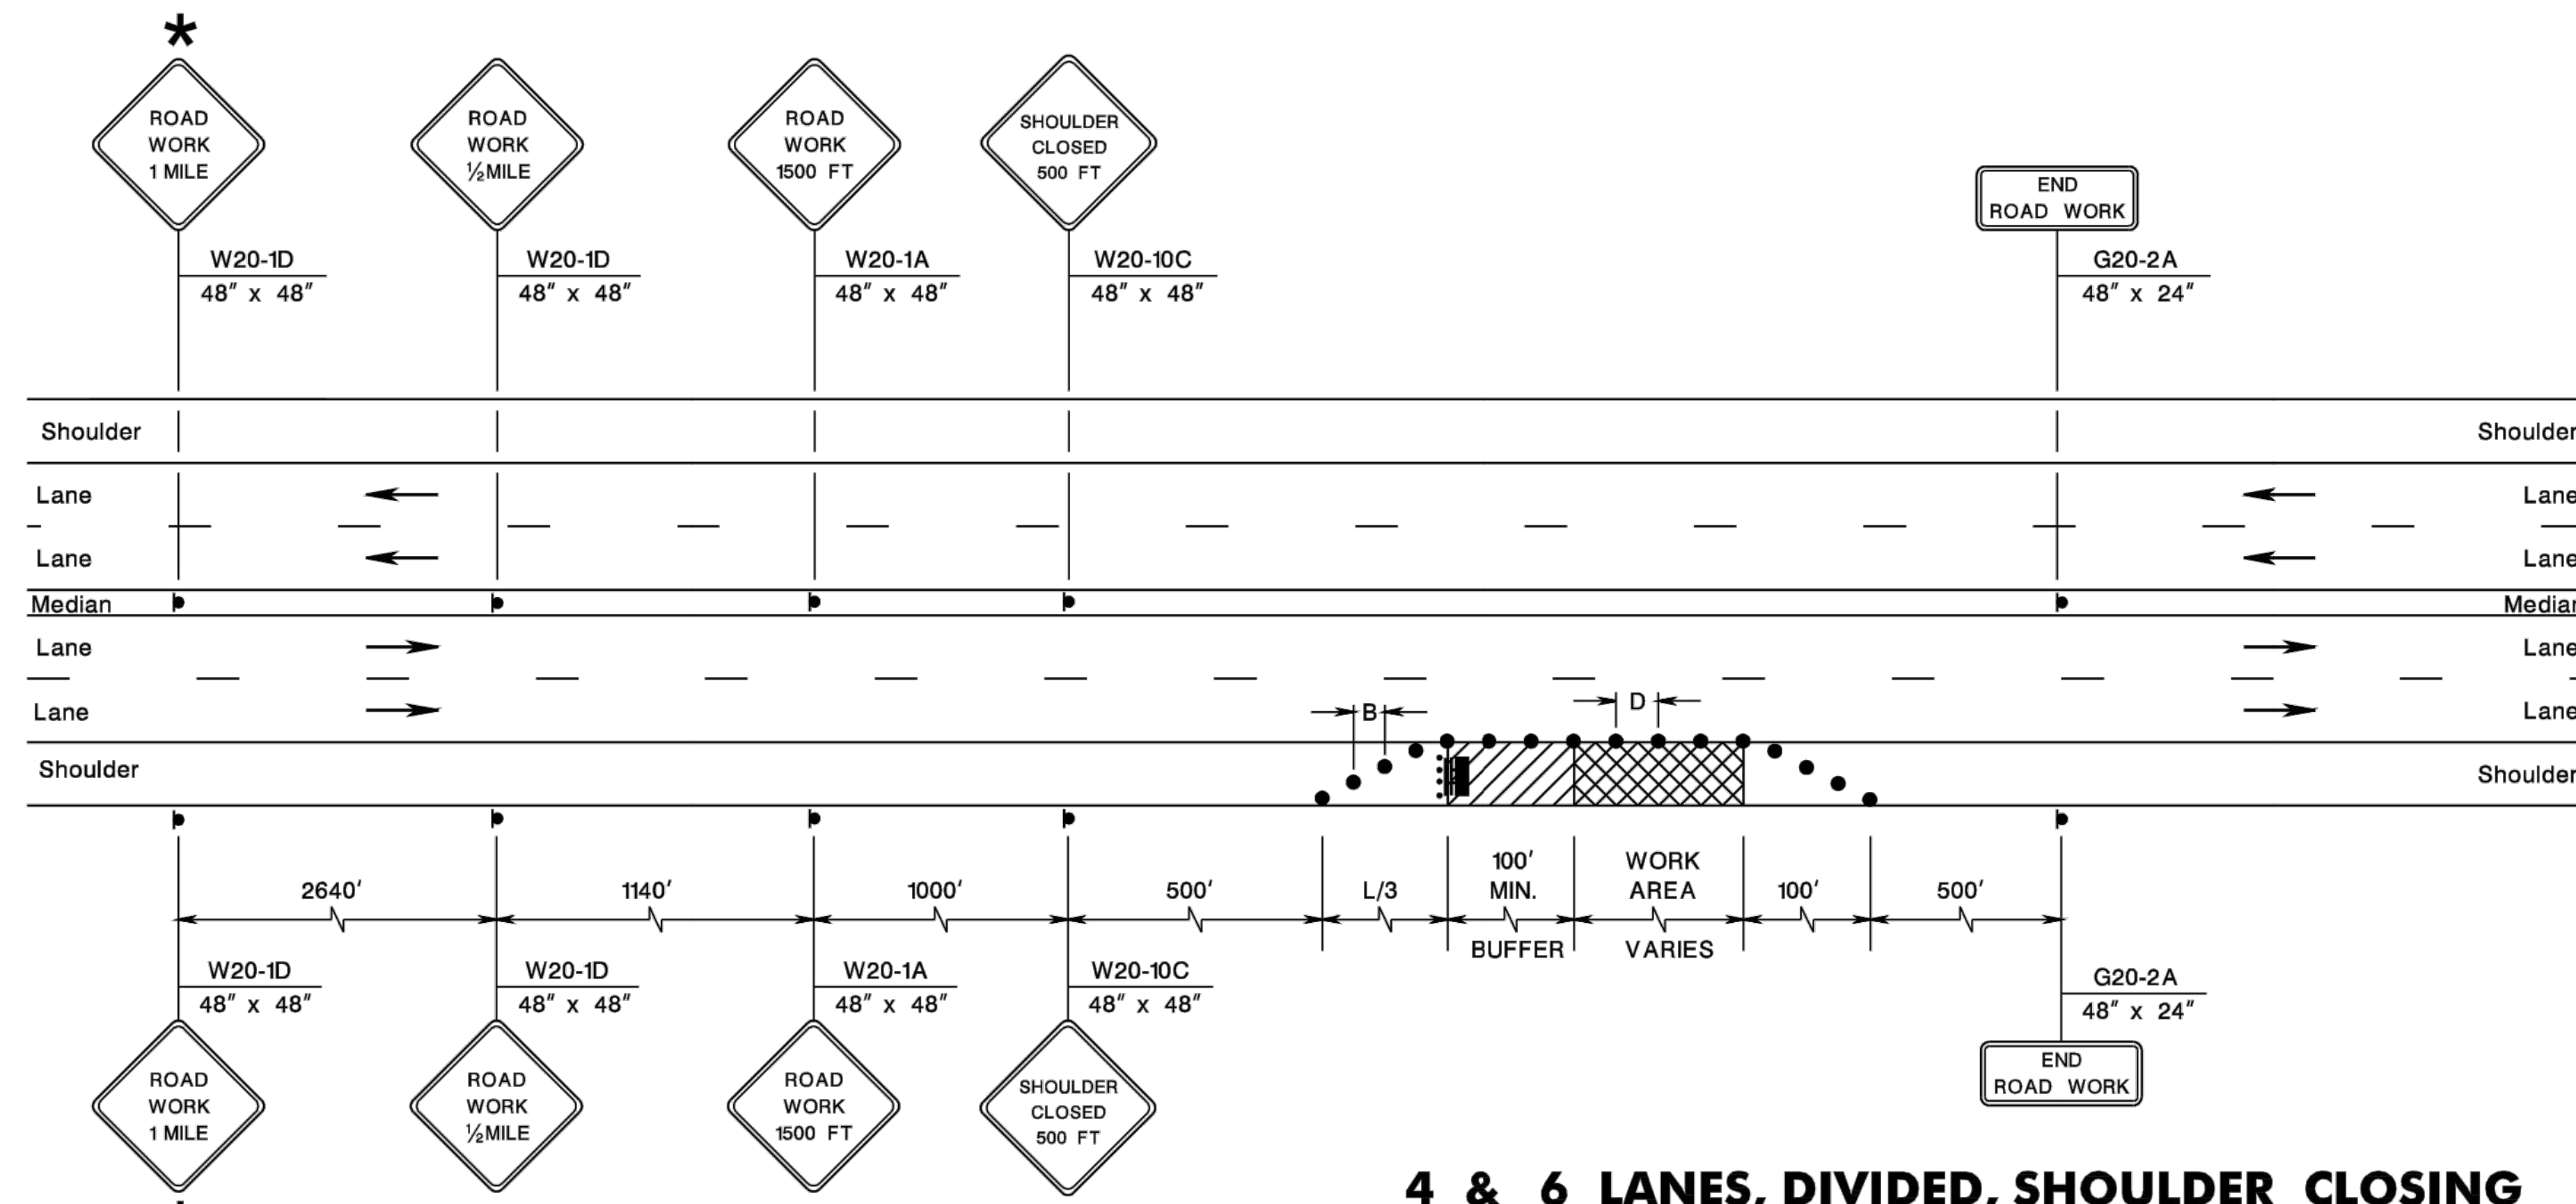 *
ROAD
WORK
1 MILE
ROAD
WORK
½ MILE
ROAD
WORK
1500 FT
SHOULDER
CLOSED
500 FT
END
ROAD WORK
W20-1D
48" x 48"
W20-1D
48" x 48"
W20-1A
48" x 48"
W20-10C
48" x 48"
G20-2A
48" x 24"
Shoulder
Shoulder
Lane
Lane
Lane
Lane
Median
Median
Lane
Lane
B
D
Lane
Lane
Shoulder
Shoulder
2640'
1140'
1000'
500'
L/3
100'
MIN.
BUFFER
WORK
AREA
VARIES
100'
500'
W20-1D
48" x 48"
W20-1D
48" x 48"
W20-1A
48" x 48"
W20-10C
48" x 48"
G20-2A
48" x 24"
ROAD
WORK
1 MILE
ROAD
WORK
½ MILE
ROAD
WORK
1500 FT
SHOULDER
CLOSED
500 FT
END
ROAD WORK
4 & 6 LANES, DIVIDED, SHOULDER CLOSING